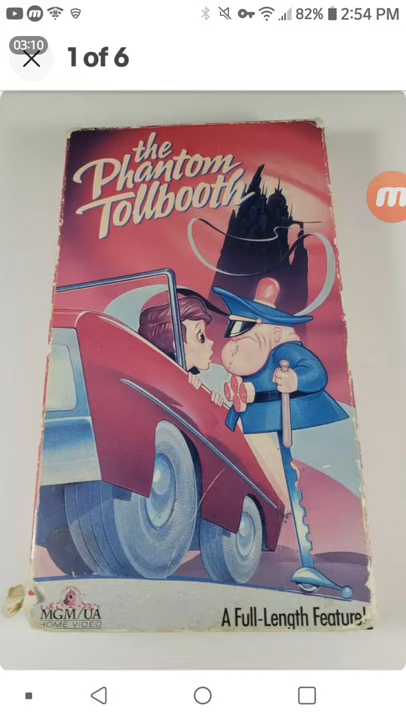 82% 2:54 PM
03:10
1 of 6
the
Phantom
Tollbooth
m
MGM/UA
HOME VIDEO
A Full-Length Feature!